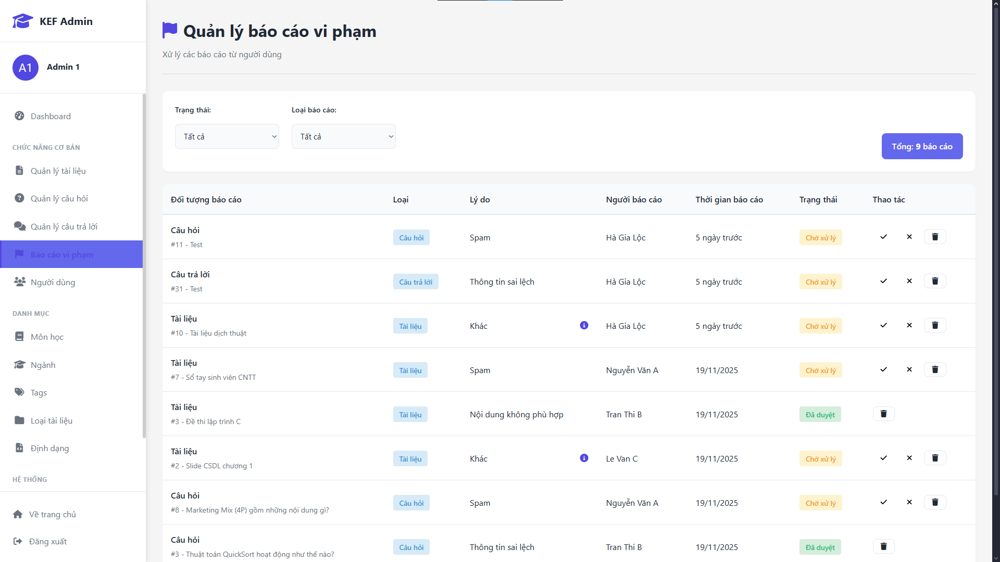 KEF Admin
A1
Admin 1
Dashboard
CHỨC NĂNG CƠ BẢN
Quản lý tài liệu
Quản lý câu hỏi
Quản lý câu trả lời
Báo cáo vi phạm
Người dùng
DANH MỤC
Môn học
Ngành
Tags
Loại tài liệu
Định dạng
HỆ THỐNG
Về trang chủ
Đăng xuất
Quản lý báo cáo vi phạm
Xử lý các báo cáo từ người dùng
Trạng thái: Loại báo cáo:
Tất cả Tất cả
Tổng: 9 báo cáo
Đối tượng báo cáo Loại Lý do Người báo cáo Thời gian báo cáo Trạng thái Thao tác
Câu hỏi
#11 - Test
Câu hỏi Spam Hà Gia Lộc 5 ngày trước Chờ xử lý
Câu trả lời
#31 - Test
Câu trả lời Thông tin sai lệch Hà Gia Lộc 5 ngày trước Chờ xử lý
Tài liệu
#10 - Tài liệu dịch thuật
Tài liệu Khác Hà Gia Lộc 5 ngày trước Chờ xử lý
Tài liệu
#7 - Sổ tay sinh viên CNTT
Tài liệu Spam Nguyễn Văn A 19/11/2025 Chờ xử lý
Tài liệu
#3 - Đề thi lập trình C
Tài liệu Nội dung không phù hợp Tran Thi B 19/11/2025 Đã duyệt
Tài liệu
#2 - Slide CSDL chương 1
Tài liệu Khác Le Van C 19/11/2025 Chờ xử lý
Câu hỏi
#8 - Marketing Mix (4P) gồm những nội dung gì?
Câu hỏi Spam Nguyễn Văn A 19/11/2025 Chờ xử lý
Câu hỏi
#3 - Thuật toán QuickSort hoạt động như thế nào?
Câu hỏi Thông tin sai lệch Tran Thi B 19/11/2025 Đã duyệt